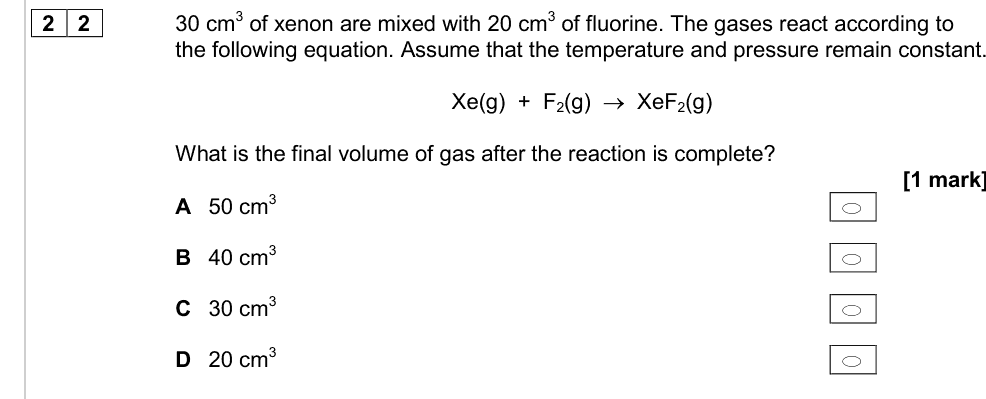 2 2 30 cm³ of xenon are mixed with 20 cm³ of fluorine. The gases react according to
the following equation. Assume that the temperature and pressure remain constant.
Xe(g) + F₂(g) → XeF₂(g)
What is the final volume of gas after the reaction is complete?
[1 mark]
A 50 cm³
B 40 cm³
C 30 cm³
D 20 cm³